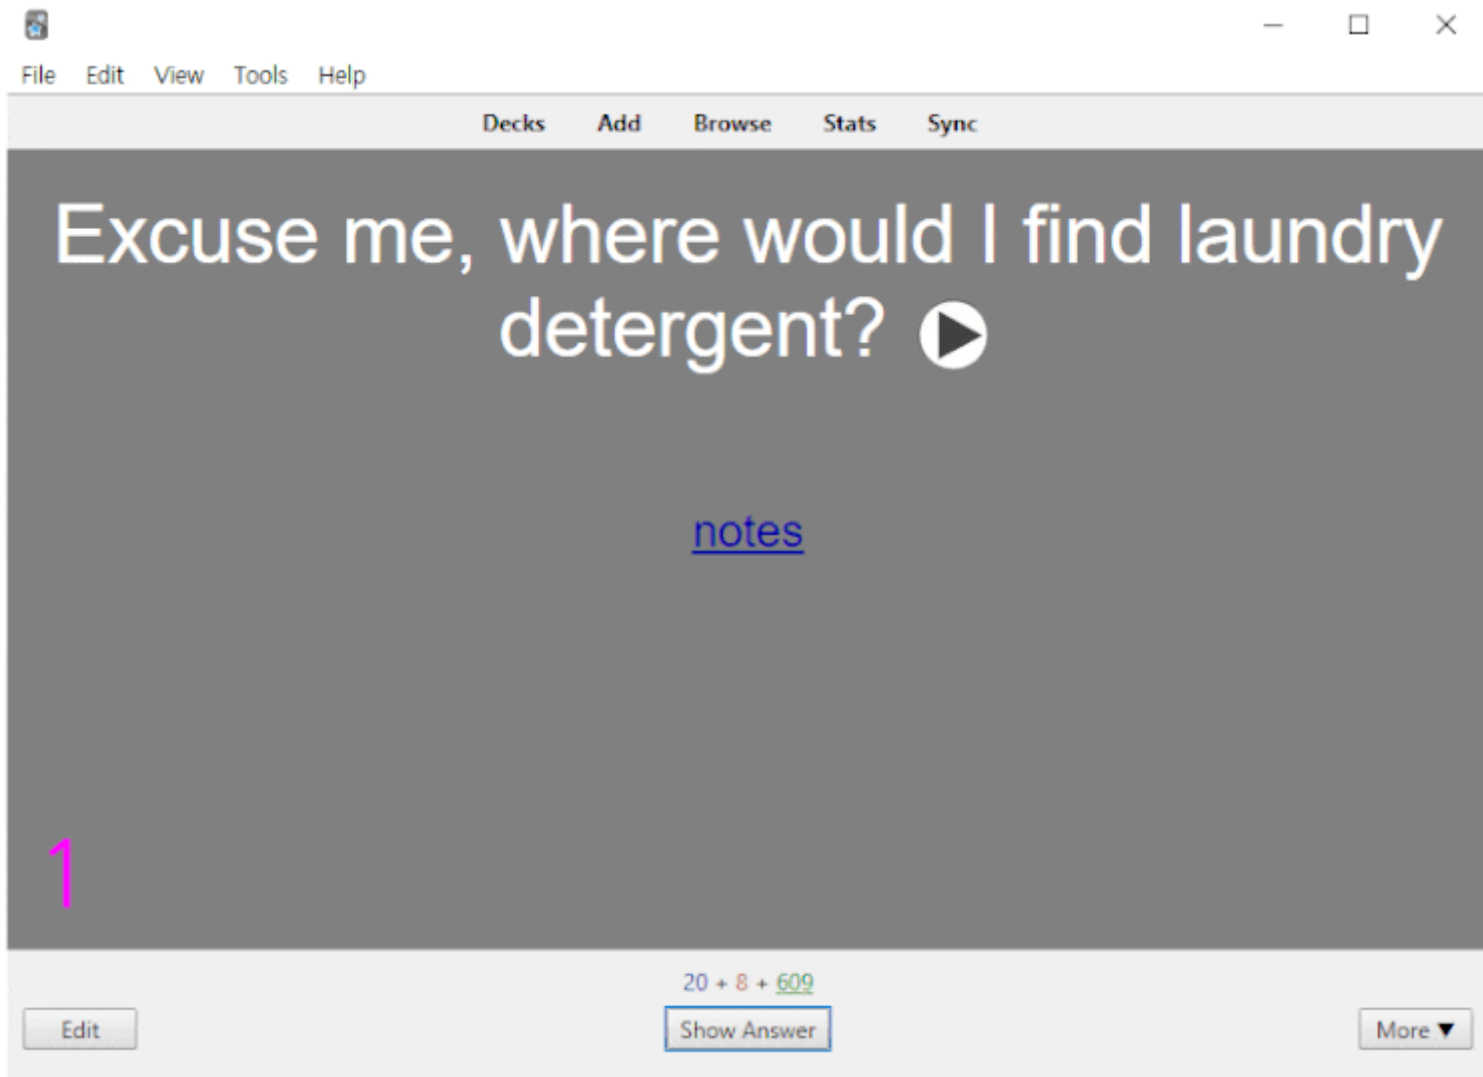 File Edit View Tools Help
Decks Add Browse Stats Sync
Excuse me, where would I find laundry
detergent?
notes
1
20 + 8 + 609
Edit Show Answer More ▼